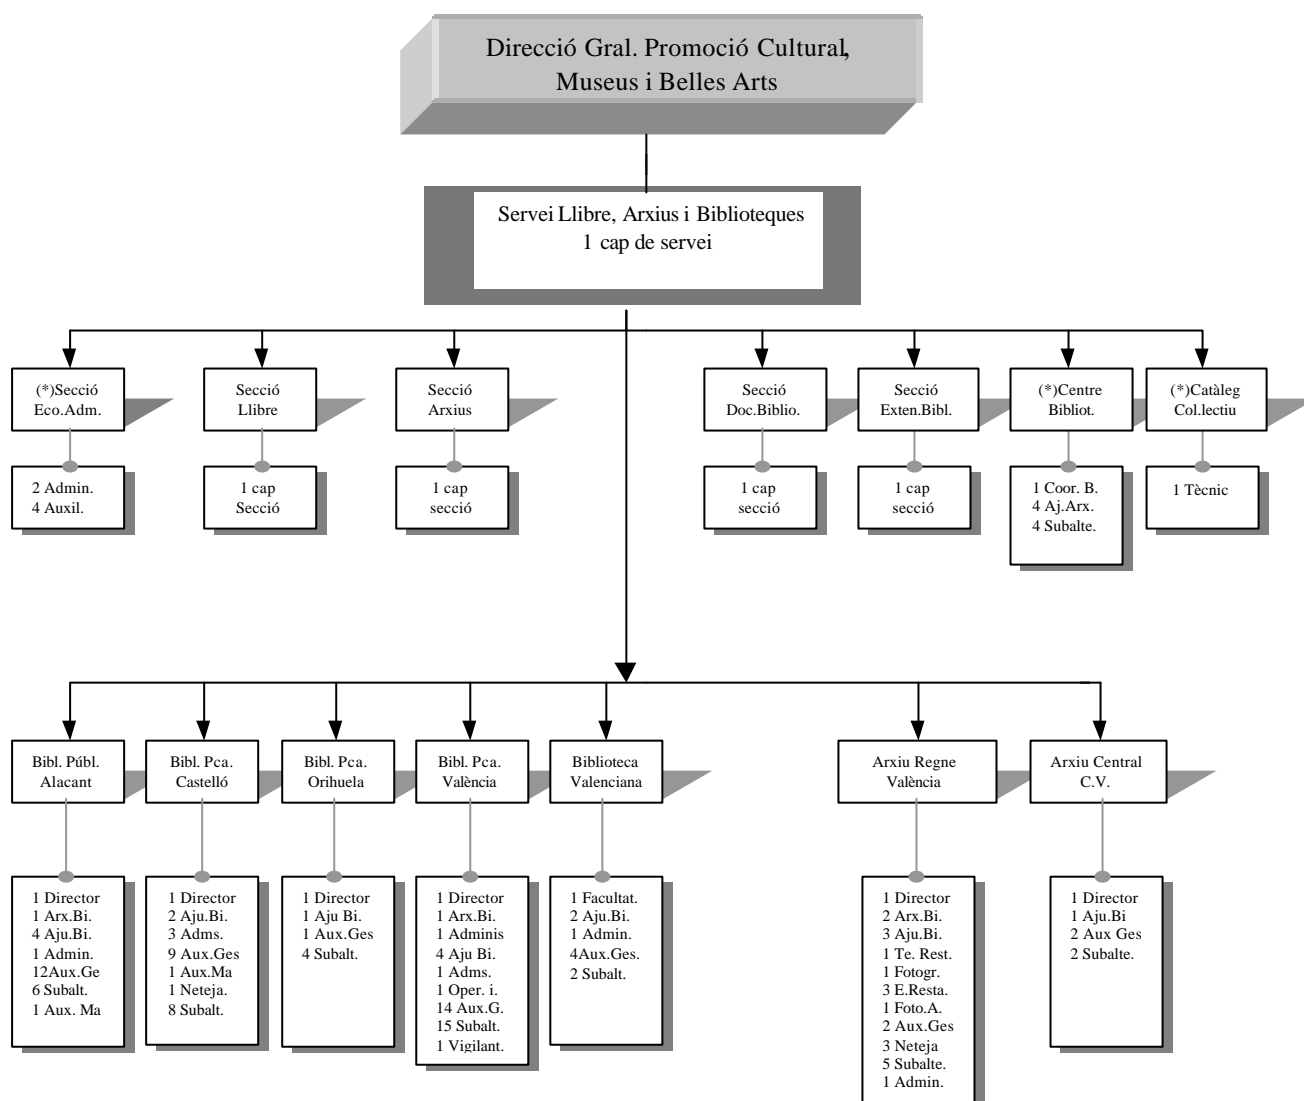 Direcció Gral. Promoció Cultural,
Museus i Belles Arts
Servei Llibre, Arxius i Biblioteques
1 cap de servei
(*)Secció
Eco.Adm.
Secció
Llibre
Secció
Arxius
Secció
Doc.Biblio.
Secció
Exten.Bibl.
(*)Centre
Bibliot.
(*)Catàleg
Col.lectiu
2 Admin.
4 Auxil.
1 cap
Secció
1 cap
secció
1 cap
secció
1 cap
secció
1 Coor. B.
4 Aj.Arx.
4 Subalte.
1 Tècnic
Bibl. Públ.
Alacant
Bibl. Pca.
Castelló
Bibl. Pca.
Orihuela
Bibl. Pca.
València
Biblioteca
Valenciana
Arxiu Regne
València
Arxiu Central
C.V.
1 Director
1 Arx.Bi.
4 Aju.Bi.
1 Admin.
12Aux.Ge
6 Subalt.
1 Aux. Ma
1 Director
2 Aju.Bi.
3 Adms.
9 Aux.Ges
1 Aux.Ma
1 Neteja.
8 Subalt.
1 Director
1 Aju Bi.
1 Aux.Ges
4 Subalt.
1 Director
1 Arx.Bi.
1 Adminis
4 Aju Bi.
1 Adms.
1 Oper. i.
14 Aux.G.
15 Subalt.
1 Vigilant.
1 Facultat.
2 Aju.Bi.
1 Admin.
4Aux.Ges.
2 Subalt.
1 Director
2 Arx.Bi.
3 Aju.Bi.
1 Te. Rest.
1 Fotogr.
3 E.Resta.
1 Foto.A.
2 Aux.Ges
3 Neteja
5 Subalte.
1 Admin.
1 Director
1 Aju.Bi
2 Aux Ges
2 Subalte.